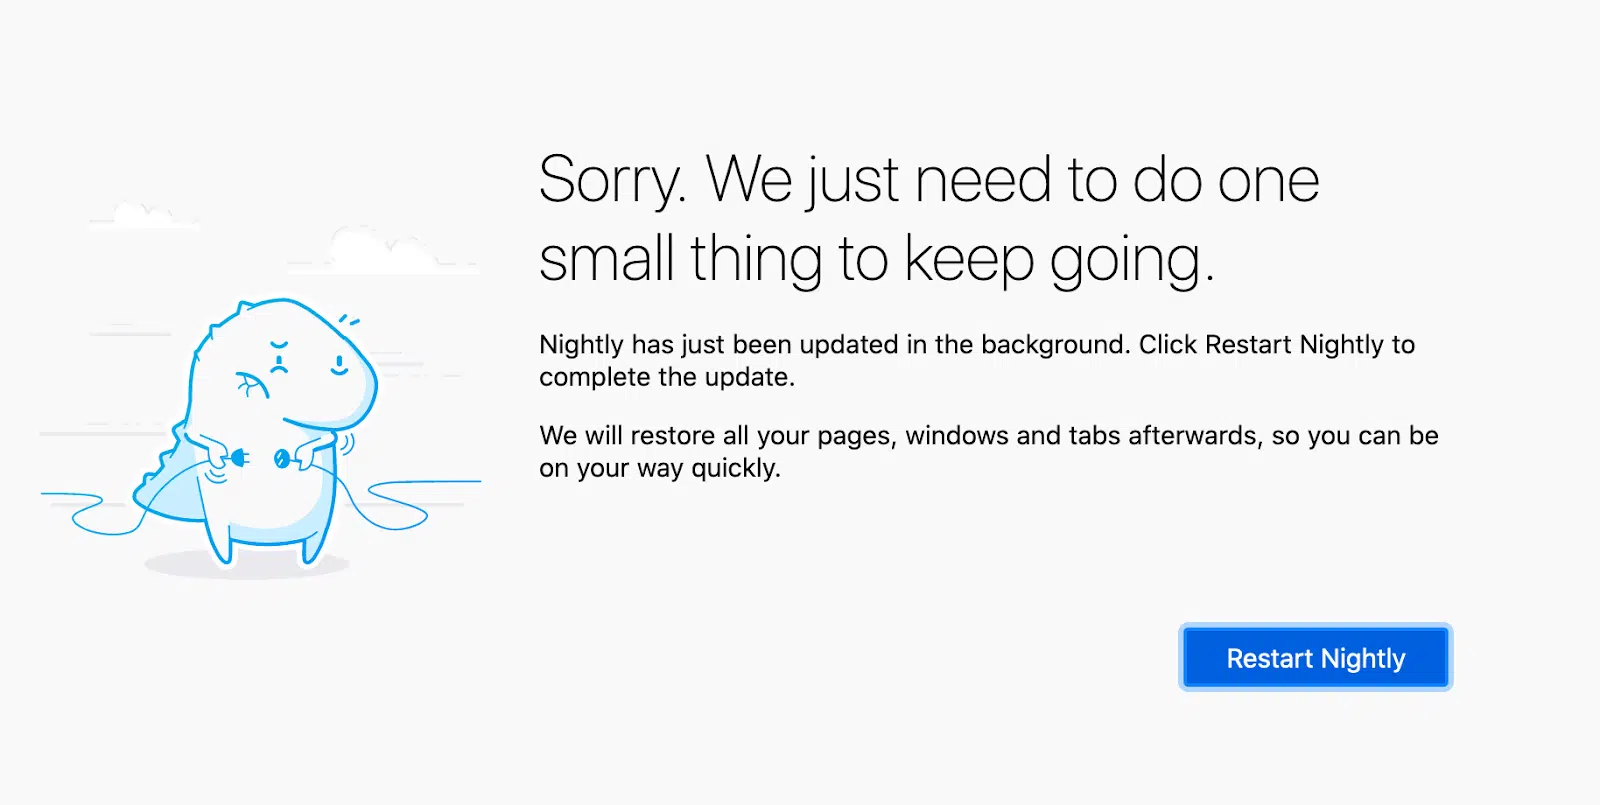 Sorry. We just need to do one
small thing to keep going.
Nightly has just been updated in the background. Click Restart Nightly to
complete the update.
We will restore all your pages, windows and tabs afterwards, so you can be
on your way quickly.
Restart Nightly